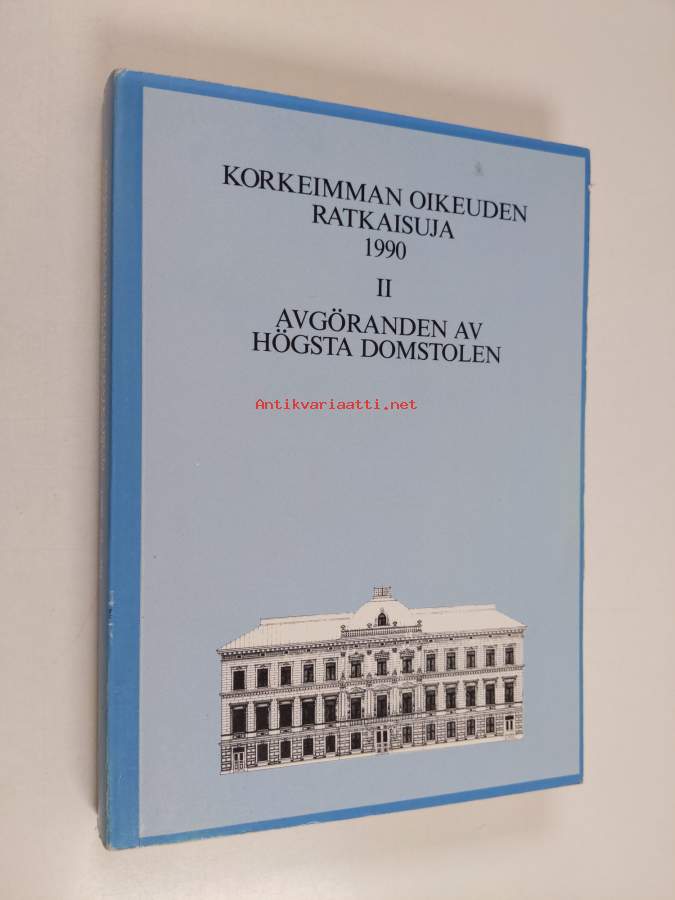 KORKEIMMAN OIKEUDEN
RATKAISUJA
1990
II
AVGÖRANDEN AV
HÖGSTA DOMSTOLEN
Antikvariaatti.net